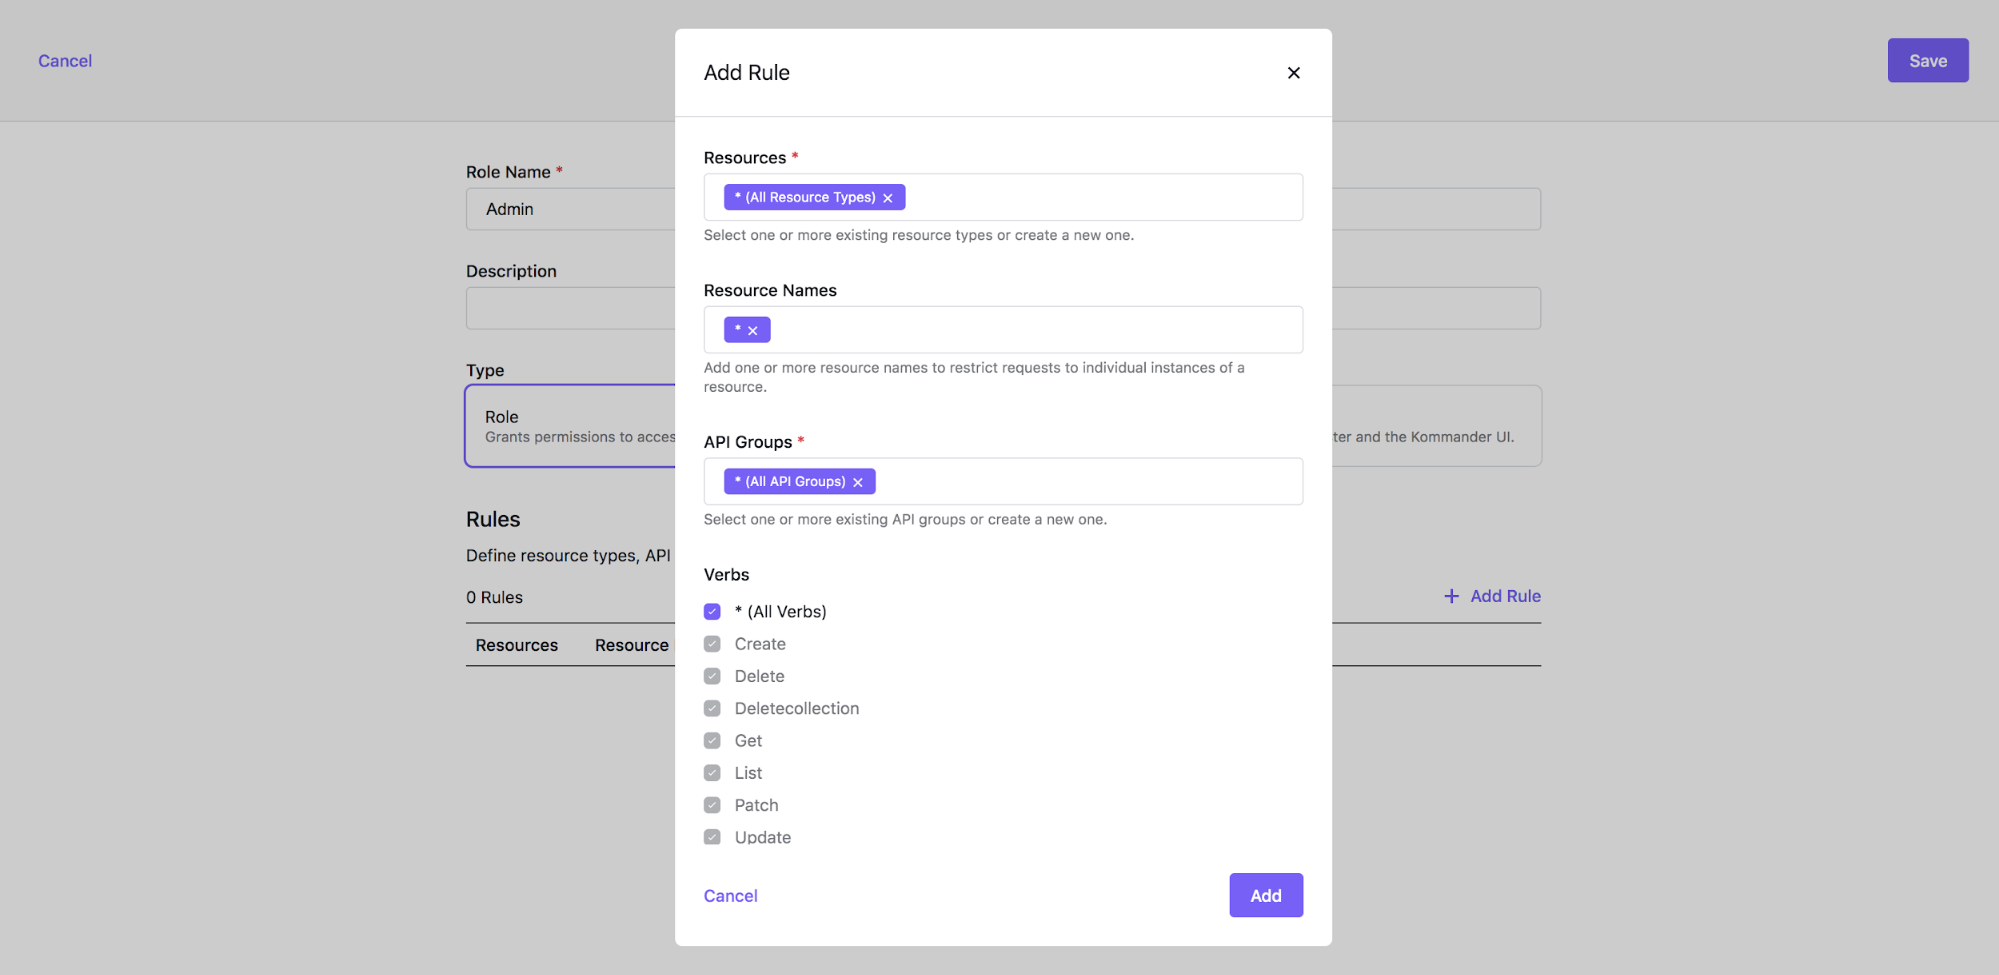 Cancel
Save
Role Name *
Admin
Description
Type
Role
Grants permissions to acces
ter and the Kommander UI.
Rules
Define resource types, API
0 Rules
+ Add Rule
Resources Resource
Add Rule
Resources *
* (All Resource Types) ×
Select one or more existing resource types or create a new one.
Resource Names
* ×
Add one or more resource names to restrict requests to individual instances of a
resource.
API Groups *
* (All API Groups) ×
Select one or more existing API groups or create a new one.
Verbs
* (All Verbs)
Create
Delete
Deletecollection
Get
List
Patch
Update
Cancel
Add